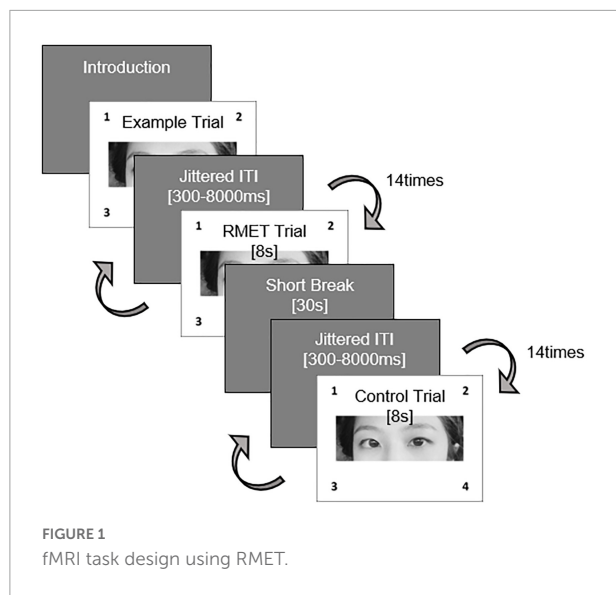 Introduction
1 Example Trial 2
3
Jittered ITI
[300-8000ms]
14times
1 RMET Trial 2
[8s]
3
Short Break
[30s]
Jittered ITI
[300-8000ms]
14times
1 Control Trial 2
[8s]
3 4
FIGURE 1
fMRI task design using RMET.